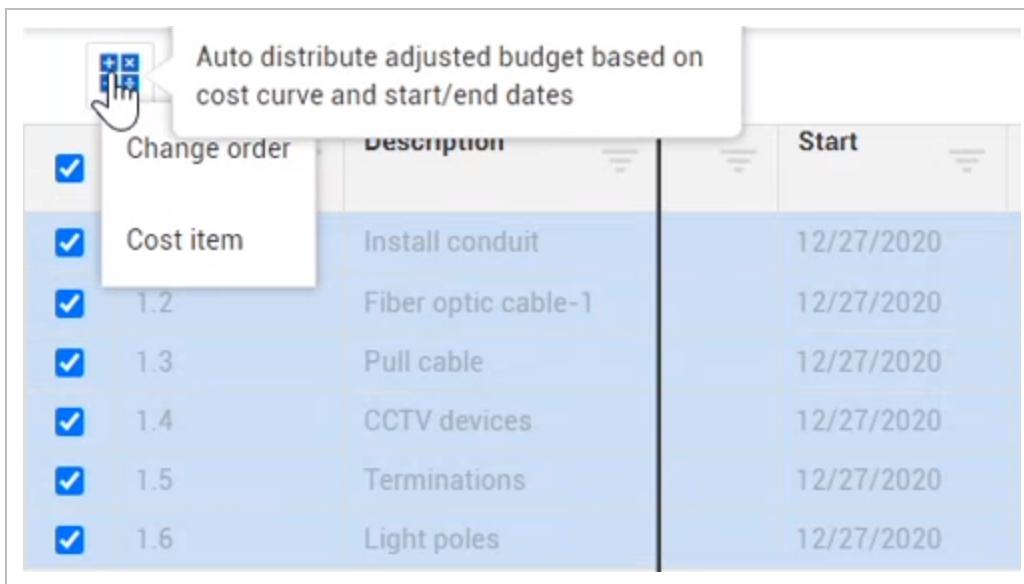 Auto distribute adjusted budget based on
cost curve and start/end dates
Change order
Description
Start
Cost item
Install conduit
12/27/2020
1.2
Fiber optic cable-1
12/27/2020
1.3
Pull cable
12/27/2020
1.4
CCTV devices
12/27/2020
1.5
Terminations
12/27/2020
1.6
Light poles
12/27/2020